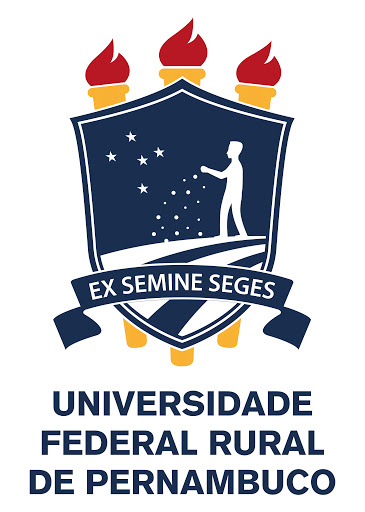 EX SEMINE SEGES
UNIVERSIDADE
FEDERAL RURAL
DE PERNAMBUCO